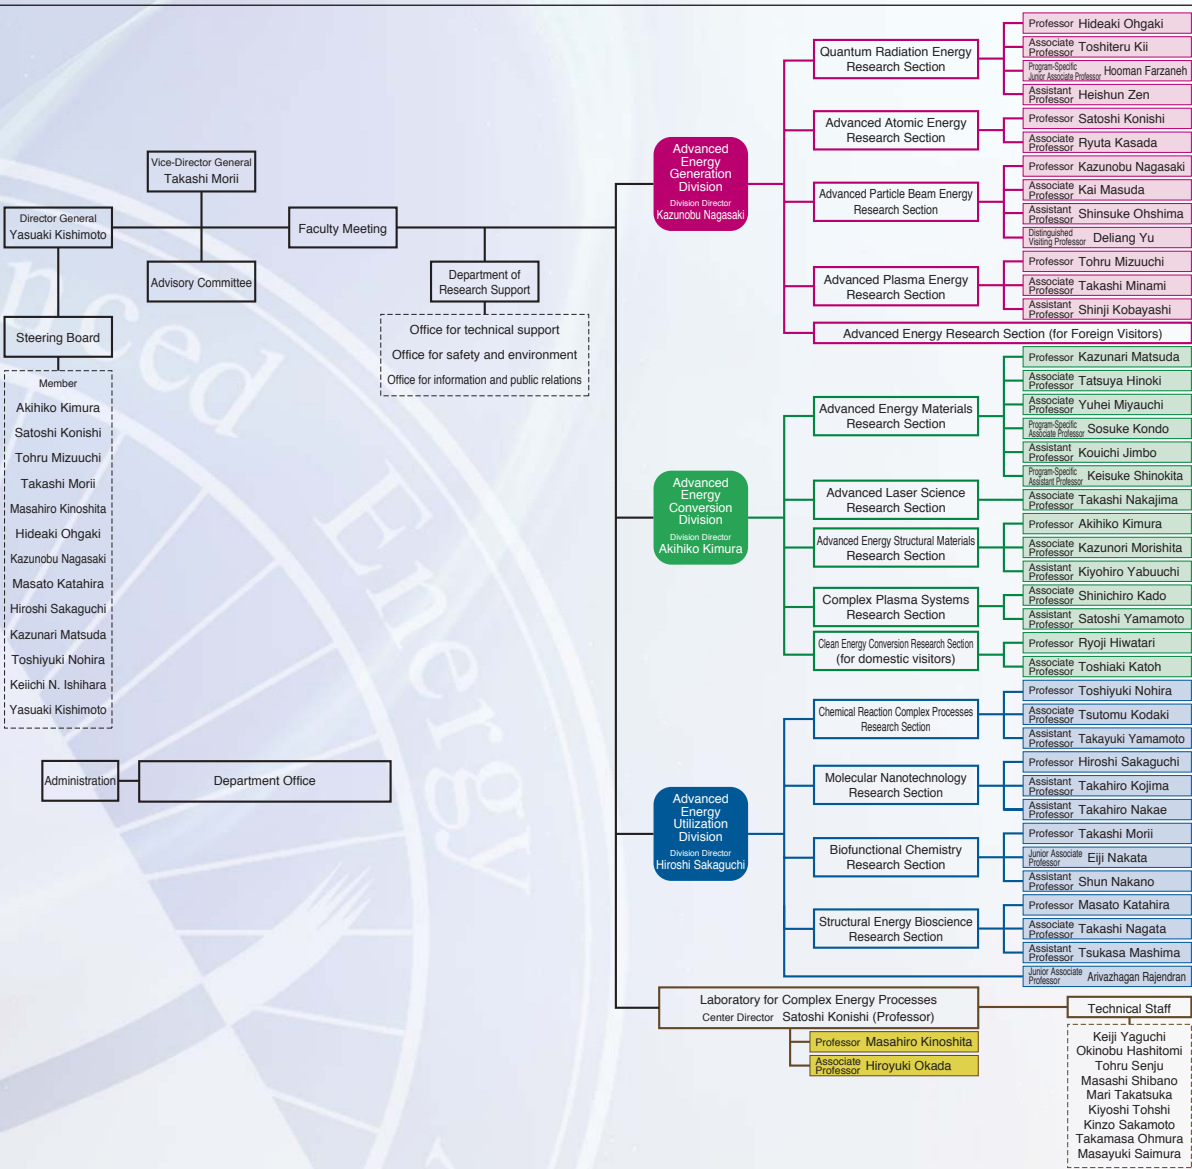 Vice-Director General
Takashi Morii
Director General
Yasuaki Kishimoto
Faculty Meeting
Advisory Committee
Department of
Research Support
Office for technical support
Office for safety and environment
Office for information and public relations
Steering Board
Member
Akihiko Kimura
Satoshi Konishi
Tohru Mizuuchi
Takashi Morii
Masahiro Kinoshita
Hideaki Ohgaki
Kazunobu Nagasaki
Masato Katahira
Hiroshi Sakaguchi
Kazunari Matsuda
Toshiyuki Nohira
Keiichi N. Ishihara
Yasuaki Kishimoto
Administration
Department Office
Advanced
Energy
Generation
Division
Division Director
Kazunobu Nagasaki
Quantum Radiation Energy
Research Section
Professor Hideaki Ohgaki
Associate Professor Toshiteru Kii
Program-Specific Junior Associate Professor Hooman Farzaneh
Assistant Professor Heishun Zen
Advanced Atomic Energy
Research Section
Professor Satoshi Konishi
Associate Professor Ryuta Kasada
Advanced Particle Beam Energy
Research Section
Professor Kazunobu Nagasaki
Associate Professor Kai Masuda
Assistant Professor Shinsuke Ohshima
Distinguished Visiting Professor Deliang Yu
Advanced Plasma Energy
Research Section
Professor Tohru Mizuuchi
Associate Professor Takashi Minami
Assistant Professor Shinji Kobayashi
Advanced Energy Research Section (for Foreign Visitors)
Advanced
Energy
Conversion
Division
Division Director
Akihiko Kimura
Advanced Energy Materials
Research Section
Professor Kazunari Matsuda
Associate Professor Tatsuya Hinoki
Associate Professor Yuhei Miyauchi
Program-Specific Associate Professor Sosuke Kondo
Assistant Professor Kouichi Jimbo
Program-Specific Assistant Professor Keisuke Shinokita
Advanced Laser Science
Research Section
Associate Professor Takashi Nakajima
Advanced Energy Structural Materials
Research Section
Professor Akihiko Kimura
Associate Professor Kazunori Morishita
Assistant Professor Kiyohiro Yabuuchi
Complex Plasma Systems
Research Section
Associate Professor Shinichiro Kado
Assistant Professor Satoshi Yamamoto
Clean Energy Conversion Research Section
(for domestic visitors)
Professor Ryoji Hiwatari
Associate Professor Toshiaki Katoh
Advanced
Energy
Utilization
Division
Division Director
Hiroshi Sakaguchi
Chemical Reaction Complex Processes
Research Section
Professor Toshiyuki Nohira
Associate Professor Tsutomu Kodaki
Assistant Professor Takayuki Yamamoto
Molecular Nanotechnology
Research Section
Professor Hiroshi Sakaguchi
Assistant Professor Takahiro Kojima
Assistant Professor Takahiro Nakae
Biofunctional Chemistry
Research Section
Professor Takashi Morii
Junior Associate Professor Eiji Nakata
Assistant Professor Shun Nakano
Structural Energy Bioscience
Research Section
Professor Masato Katahira
Associate Professor Takashi Nagata
Assistant Professor Tsukasa Mashima
Junior Associate Professor Arivazhagan Rajendran
Laboratory for Complex Energy Processes
Center Director Satoshi Konishi (Professor)
Professor Masahiro Kinoshita
Associate Professor Hiroyuki Okada
Technical Staff
Keiji Yaguchi
Okinobu Hashitomi
Tohru Senju
Masashi Shibano
Mari Takatsuka
Kiyoshi Tohshi
Kinzo Sakamoto
Takamasa Ohmura
Masayuki Saimura
nced
Energy